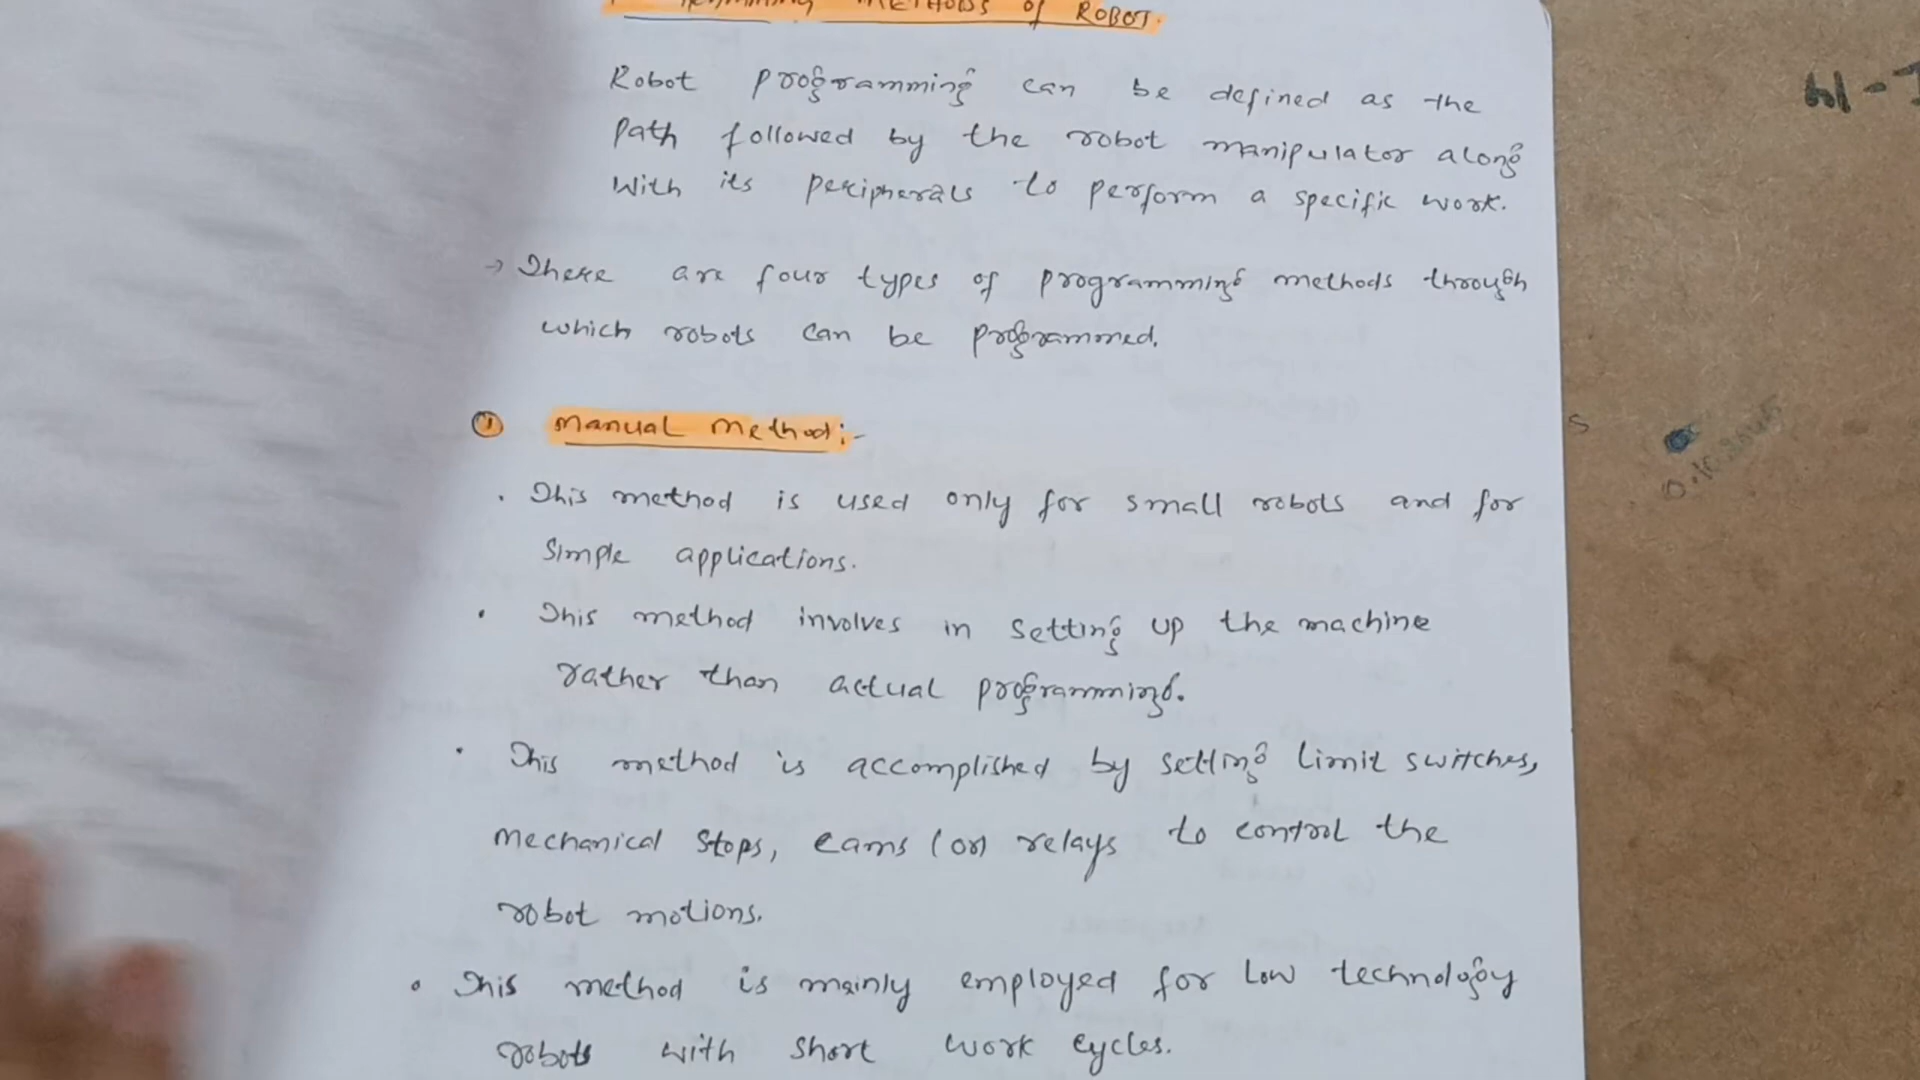 METHODS of ROBOT.
Robot programming can be defined as the
path followed by the robot manipulator along
with its peripherals to perform a specific work.
→ There are four types of programming methods through
which robots can be programmed.
① Manual Method:-
. This method is used only for small robots and for
simple applications.
. This method involves in setting up the machine
rather than actual programming.
. This method is accomplished by setting limit switches,
mechanical stops, cams (or) relays to control the
robot motions.
. This method is mainly employed for low technology
robots with short work cycles.